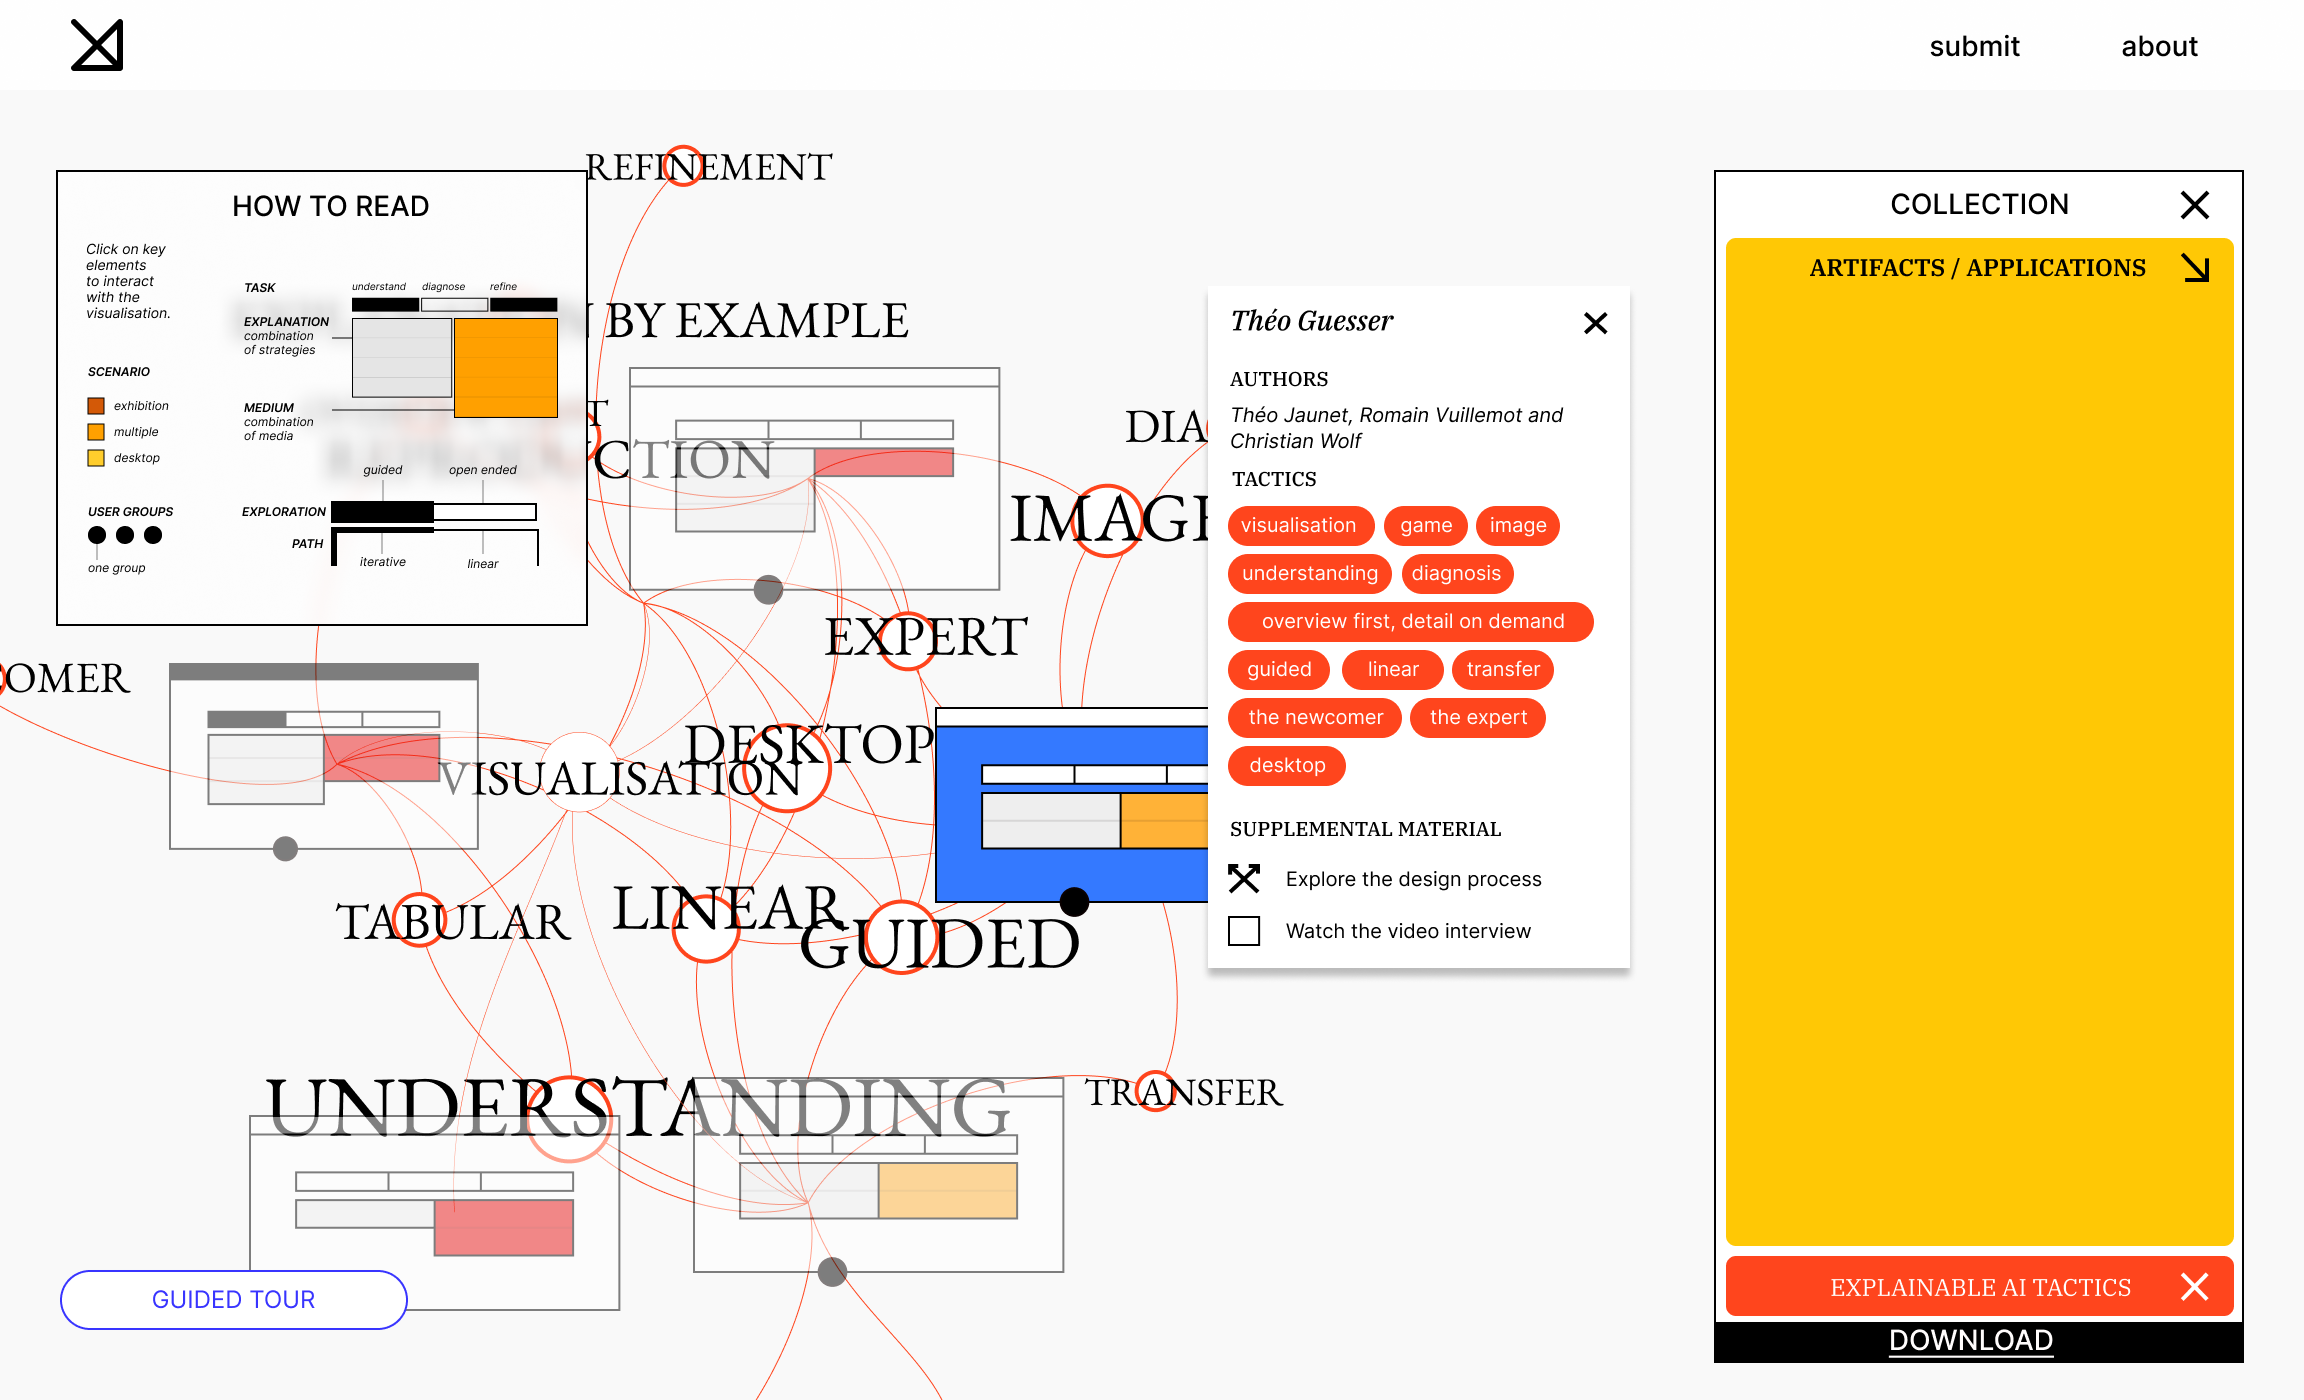 submit
about
REFINEMENT
HOW TO READ
Click on key
elements
to interact
with the
visualisation.
TASK
understand
diagnose
refine
EXPLANATION
combination
of strategies
MEDIUM
combination
of media
SCENARIO
exhibition
multiple
desktop
guided
open ended
USER GROUPS
one group
EXPLORATION
PATH
iterative
linear
BY EXAMPLE
CTION
DIA
IMAG
EXPERT
OMER
DESKTOP
VISUALISATION
TABULAR
LINEAR
GUIDED
UNDERSTANDING
TRANSFER
GUIDED TOUR
Théo Guesser
AUTHORS
Théo Jaunet, Romain Vuillemot and
Christian Wolf
TACTICS
visualisation
game
image
understanding
diagnosis
overview first, detail on demand
guided
linear
transfer
the newcomer
the expert
desktop
SUPPLEMENTAL MATERIAL
Explore the design process
Watch the video interview
COLLECTION
ARTIFACTS / APPLICATIONS
EXPLAINABLE AI TACTICS
DOWNLOAD